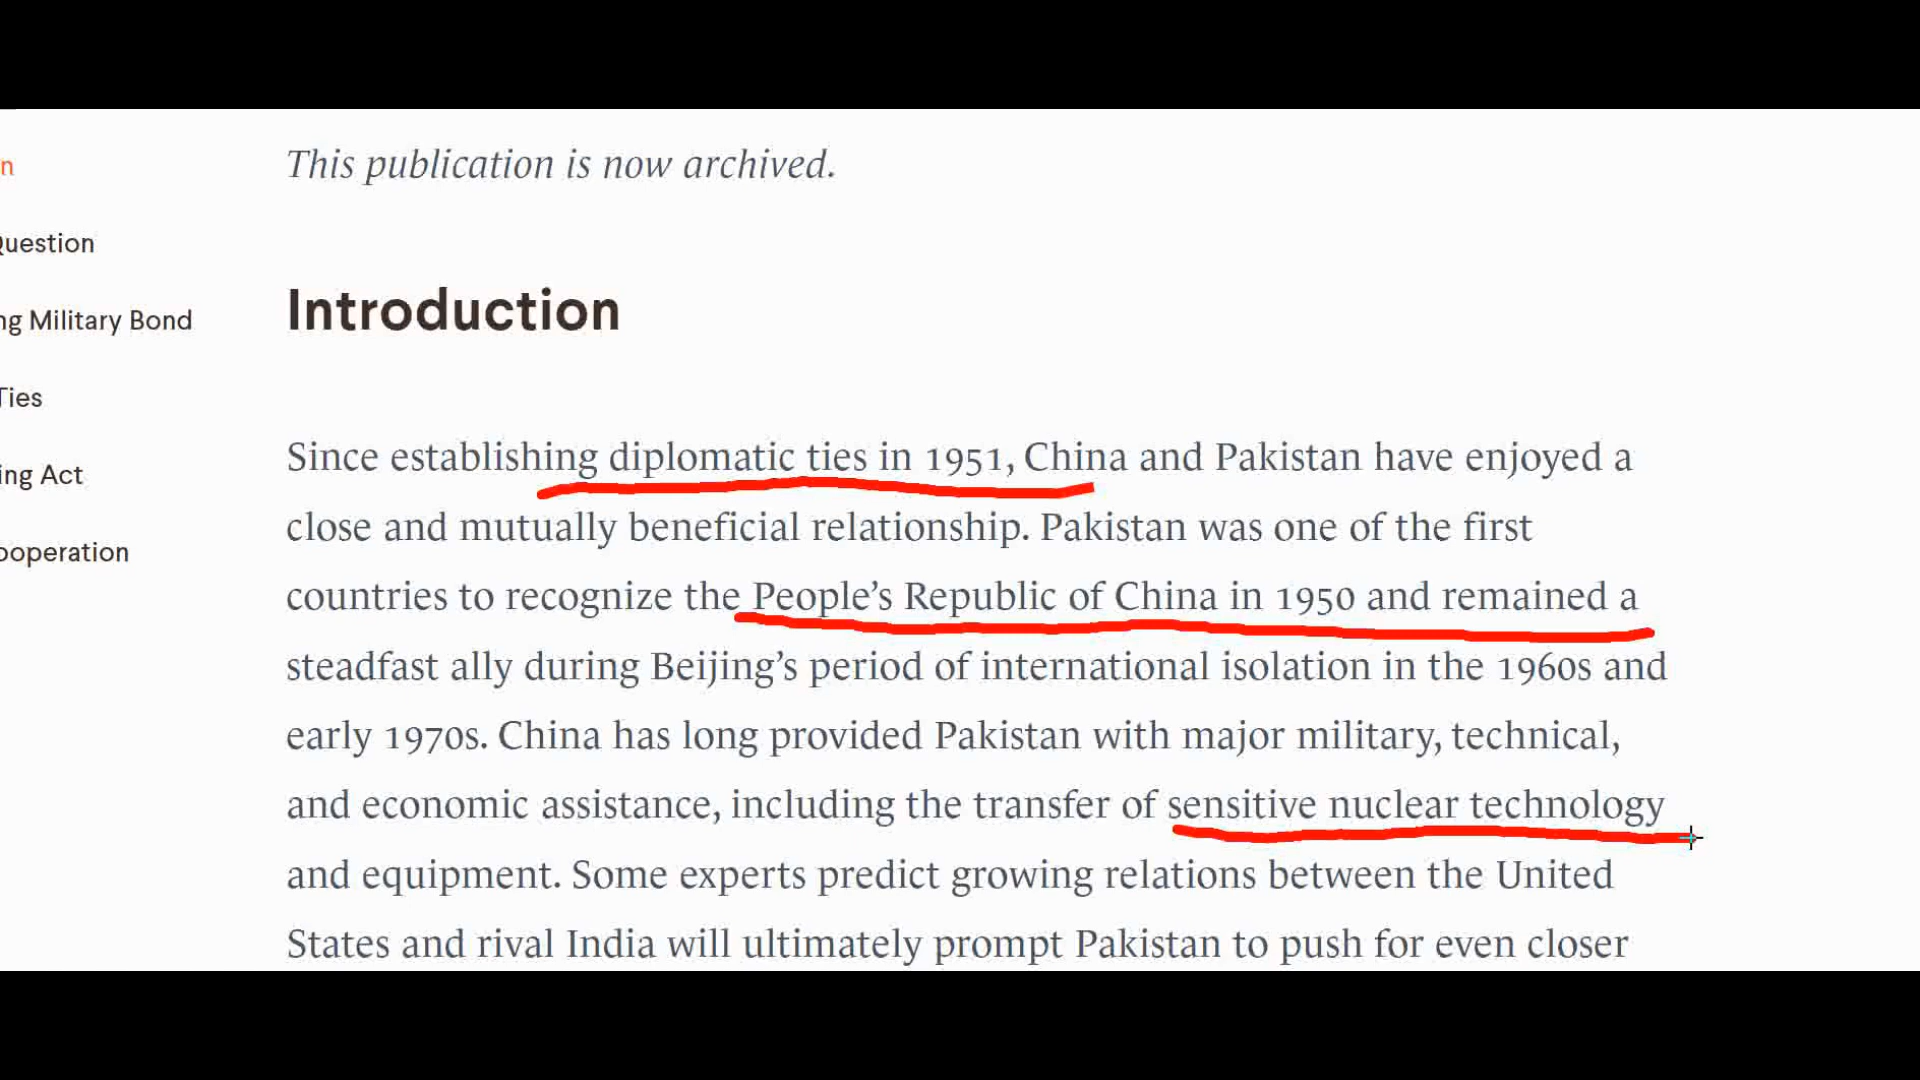 This publication is now archived.
n
Question
ng Military Bond
Ties
ing Act
ooperation
Introduction
Since establishing diplomatic ties in 1951, China and Pakistan have enjoyed a
close and mutually beneficial relationship. Pakistan was one of the first
countries to recognize the People’s Republic of China in 1950 and remained a
steadfast ally during Beijing’s period of international isolation in the 1960s and
early 1970s. China has long provided Pakistan with major military, technical,
and economic assistance, including the transfer of sensitive nuclear technology
and equipment. Some experts predict growing relations between the United
States and rival India will ultimately prompt Pakistan to push for even closer